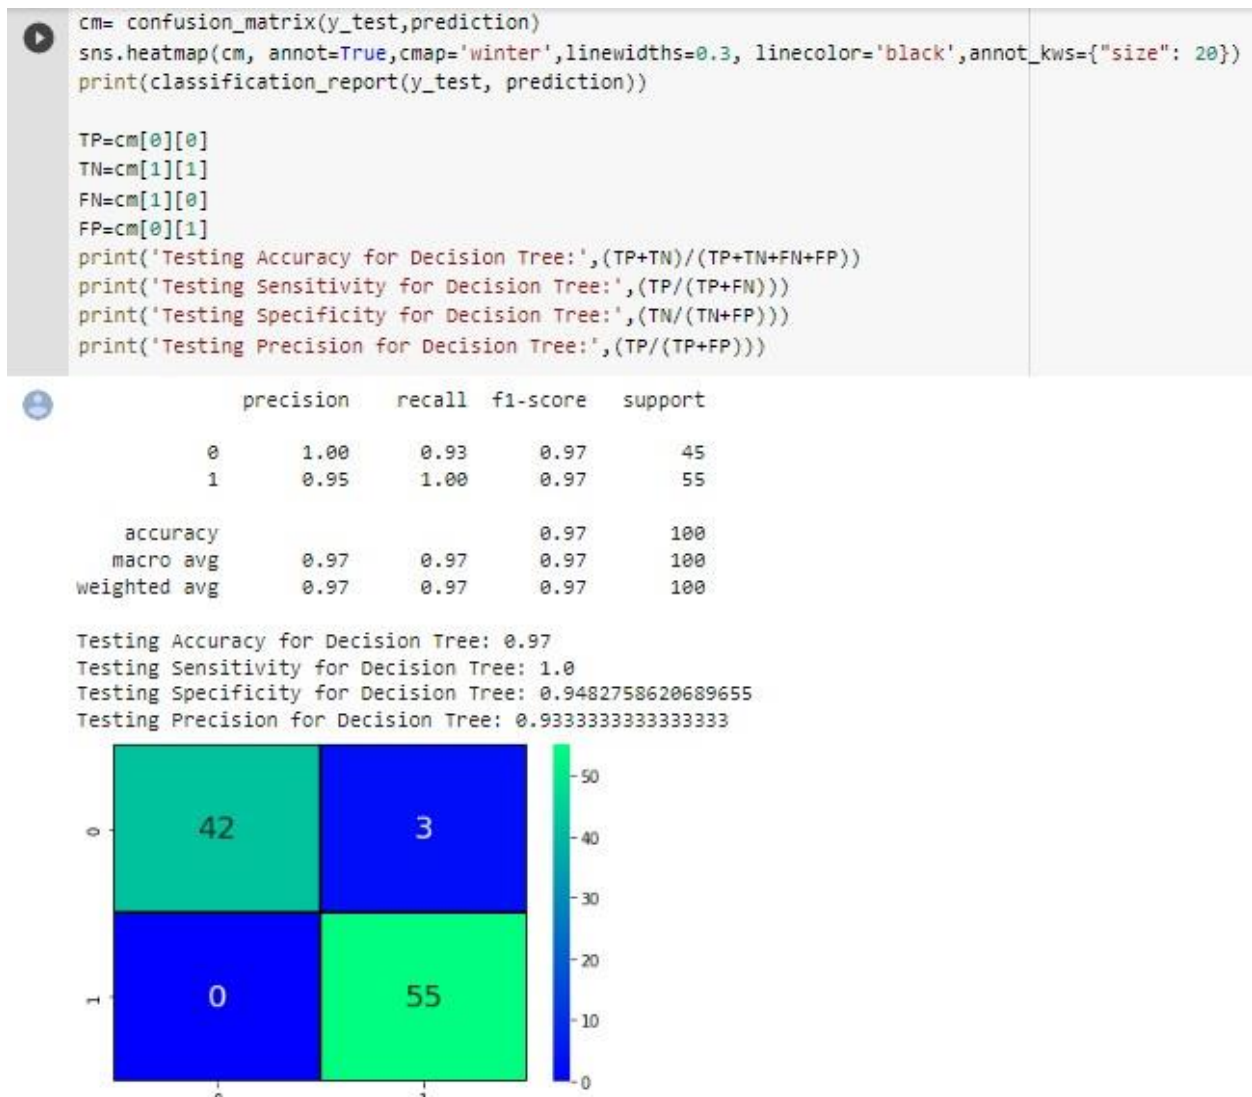 cm= confusion_matrix(y_test,prediction)
sns.heatmap(cm, annot=True,cmap='winter',linewidths=0.3, linecolor='black',annot_kws={"size": 20})
print(classification_report(y_test, prediction))
TP=cm[0][0]
TN=cm[1][1]
FN=cm[1][0]
FP=cm[0][1]
print('Testing Accuracy for Decision Tree:',(TP+TN)/(TP+TN+FN+FP))
print('Testing Sensitivity for Decision Tree:',(TP/(TP+FN)))
print('Testing Specificity for Decision Tree:',(TN/(TN+FP)))
print('Testing Precision for Decision Tree:',(TP/(TP+FP)))
precision recall f1-score support
0 1.00 0.93 0.97 45
1 0.95 1.00 0.97 55
accuracy 0.97 100
macro avg 0.97 0.97 0.97 100
weighted avg 0.97 0.97 0.97 100
Testing Accuracy for Decision Tree: 0.97
Testing Sensitivity for Decision Tree: 1.0
Testing Specificity for Decision Tree: 0.9482758620689655
Testing Precision for Decision Tree: 0.9333333333333333
50
0 42 3 40
30
20
1 0 55
10
0